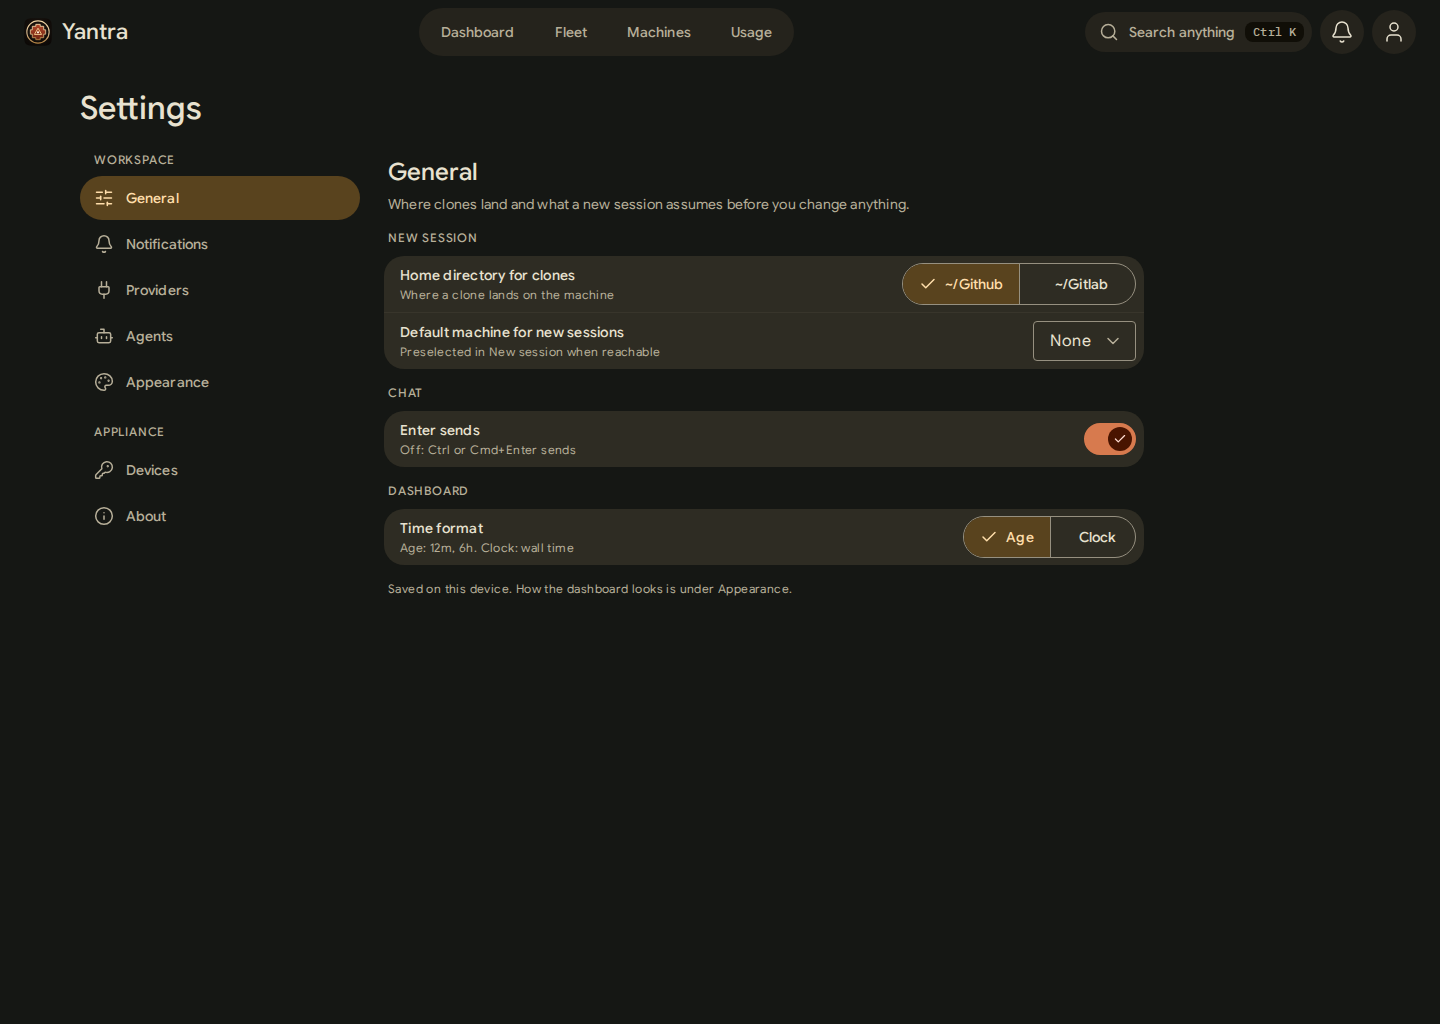 Yantra
Dashboard Fleet Machines Usage
Search anything Ctrl K
Settings
WORKSPACE
General
Notifications
Providers
Agents
Appearance
APPLIANCE
Devices
About
General
Where clones land and what a new session assumes before you change anything.
NEW SESSION
Home directory for clones
Where a clone lands on the machine
~/Github ~/Gitlab
Default machine for new sessions
Preselected in New session when reachable
None
CHAT
Enter sends
Off: Ctrl or Cmd+Enter sends
DASHBOARD
Time format
Age: 12m, 6h. Clock: wall time
Age Clock
Saved on this device. How the dashboard looks is under Appearance.